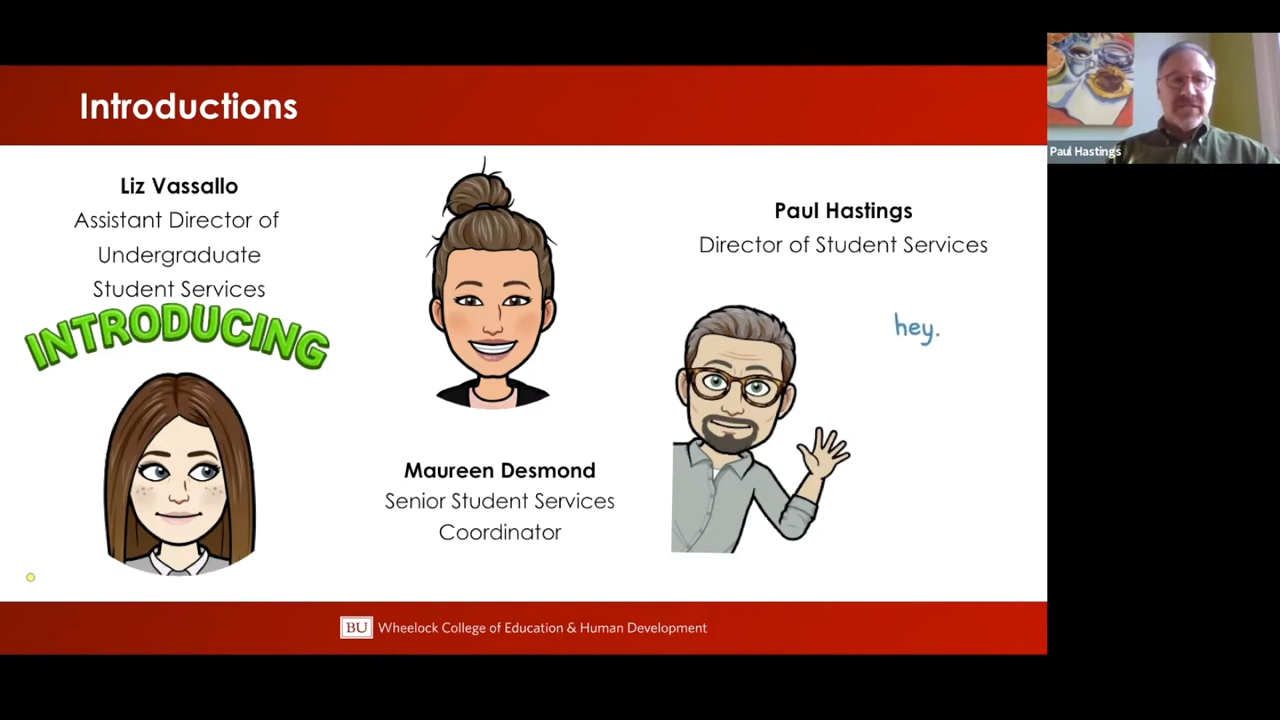 Introductions
Liz Vassallo
Assistant Director of
Undergraduate
Student Services
INTRODUCING
Maureen Desmond
Senior Student Services
Coordinator
Paul Hastings
Director of Student Services
hey.
BU Wheelock College of Education & Human Development
Paul Hastings